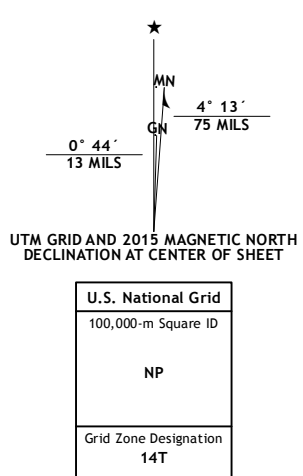 ★
MN
4° 13´
75 MILS
GN
0° 44´
13 MILS
UTM GRID AND 2015 MAGNETIC NORTH
DECLINATION AT CENTER OF SHEET
U.S. National Grid
100,000-m Square ID
NP
Grid Zone Designation
14T